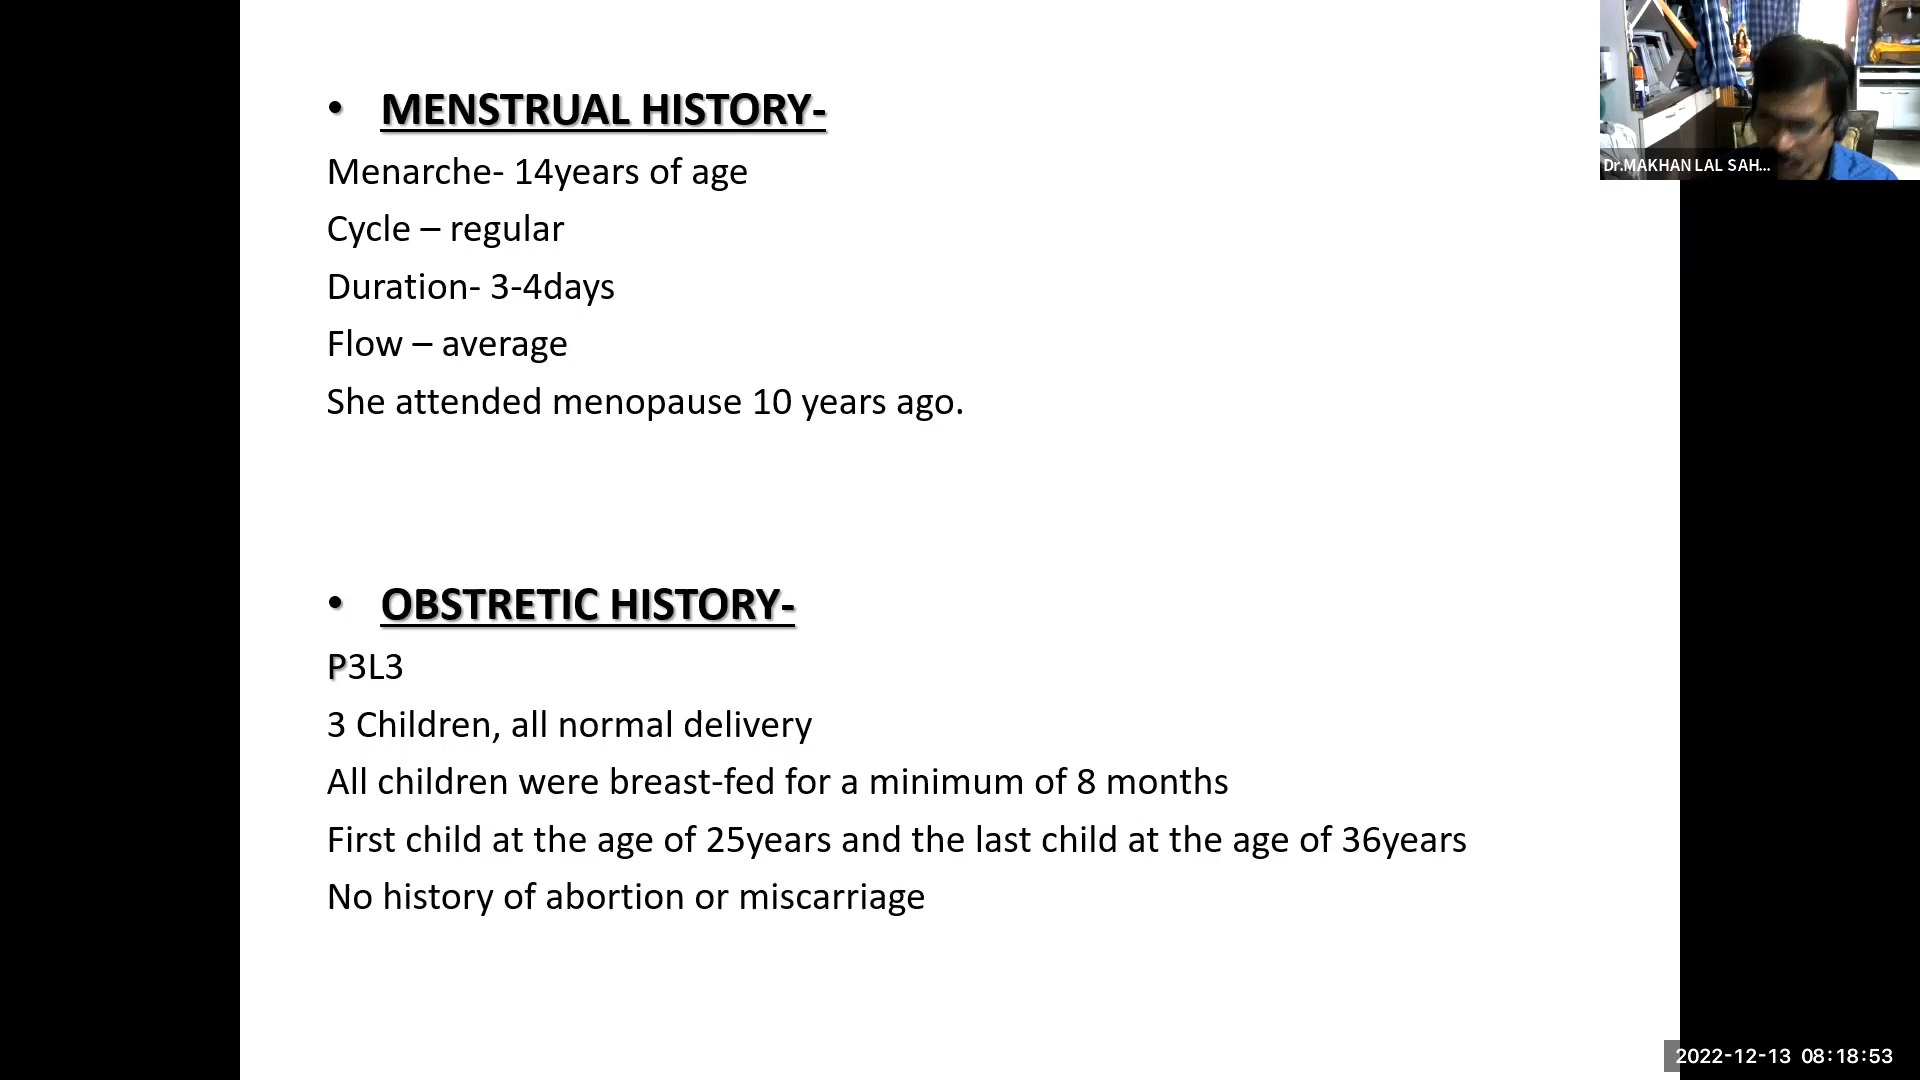 • MENSTRUAL HISTORY-
Menarche- 14years of age
Cycle – regular
Duration- 3-4days
Flow – average
She attended menopause 10 years ago.
• OBSTRETIC HISTORY-
P3L3
3 Children, all normal delivery
All children were breast-fed for a minimum of 8 months
First child at the age of 25years and the last child at the age of 36years
No history of abortion or miscarriage
Dr.MAKHAN LAL SAH...
2022-12-13 08:18:53